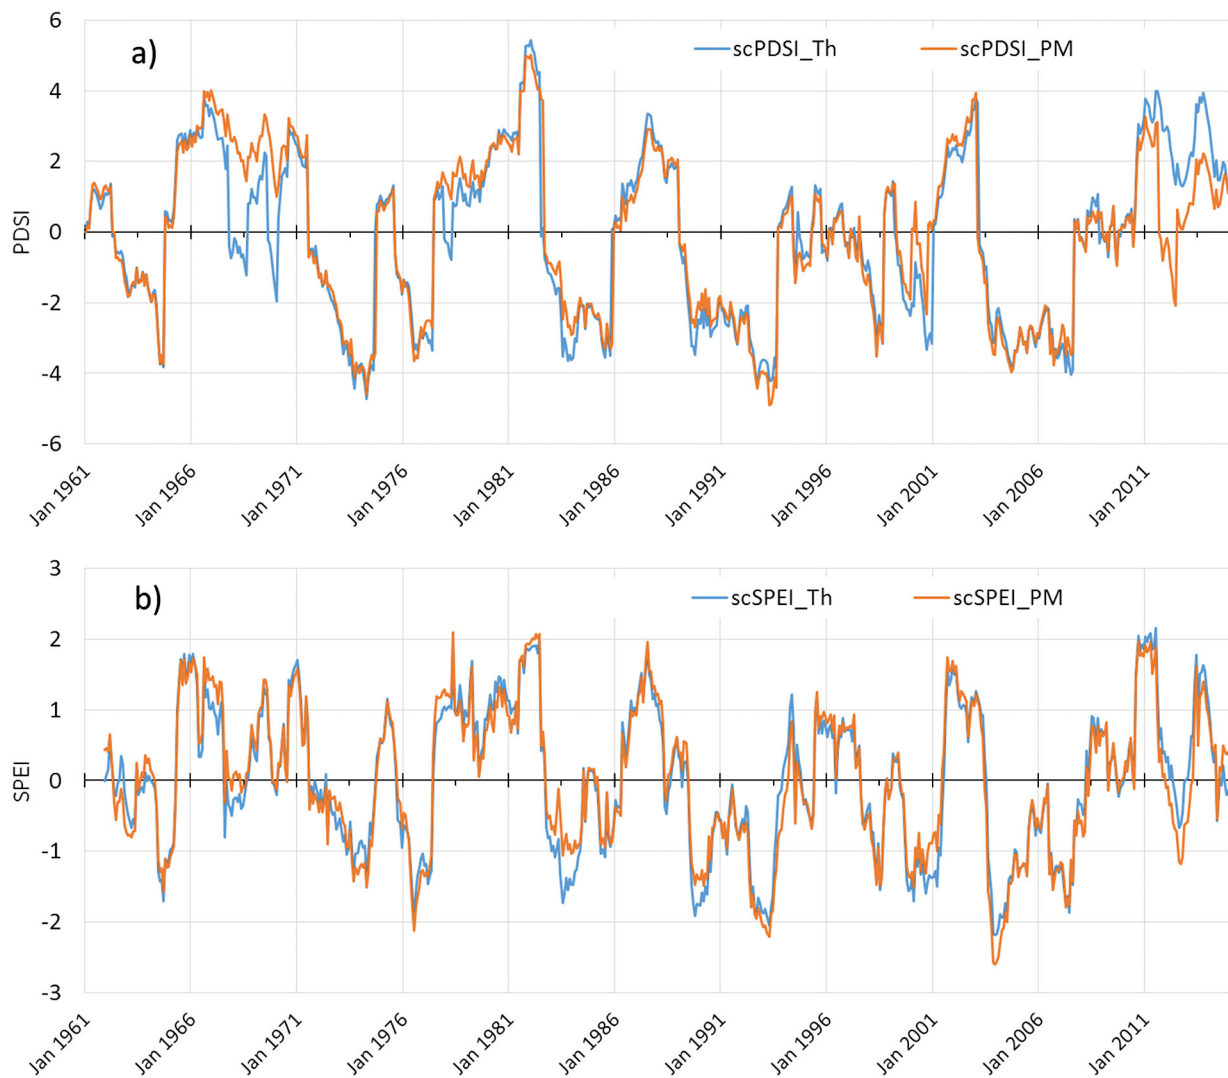 a)
scPDSI_Th
scPDSI_PM
PDSI
6
4
2
0
-2
-4
-6
Jan 1961
Jan 1966
Jan 1971
Jan 1976
Jan 1981
Jan 1986
Jan 1991
Jan 1996
Jan 2001
Jan 2006
Jan 2011
b)
scSPEI_Th
scSPEI_PM
SPEI
3
2
1
0
-1
-2
-3
Jan 1961
Jan 1966
Jan 1971
Jan 1976
Jan 1981
Jan 1986
Jan 1991
Jan 1996
Jan 2001
Jan 2006
Jan 2011